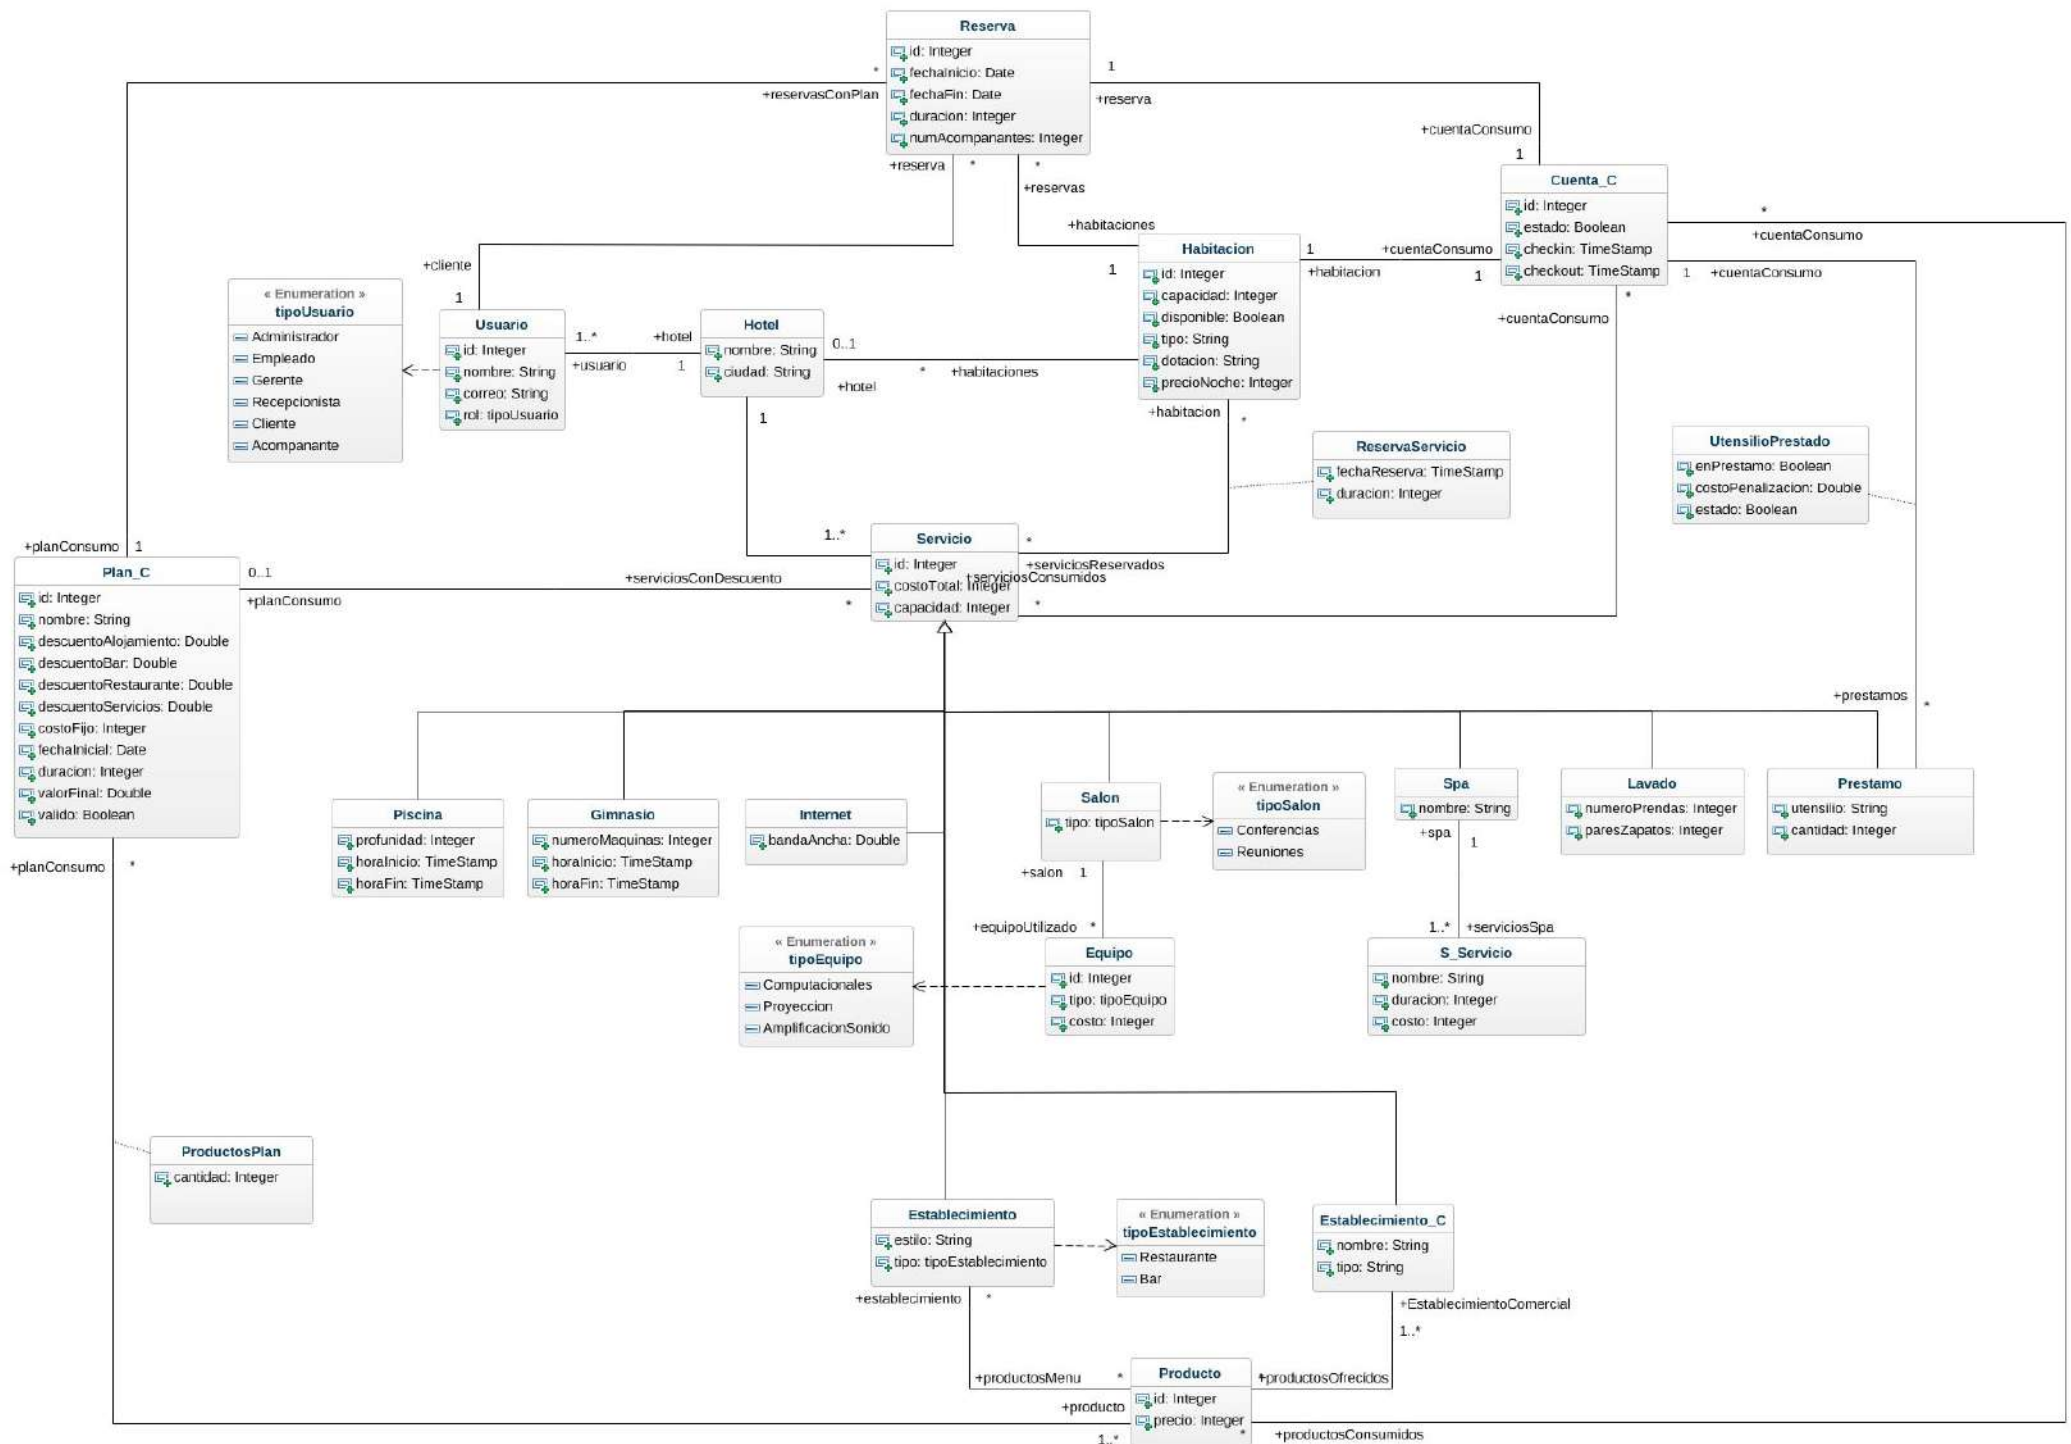 Reserva
id: Integer
fechaInicio: Date
fechaFin: Date
duracion: Integer
numAcompanantes: Integer
*
+reservasConPlan
1
+reserva
+cuentaConsumo
1
+reserva
*
*
+reservas
Cuenta_C
id: Integer
estado: Boolean
checkin: TimeStamp
checkout: TimeStamp
*
+cuentaConsumo
1
+cuentaConsumo
*
+cuentaConsumo
+habitaciones
1
Habitacion
id: Integer
capacidad: Integer
disponible: Boolean
tipo: String
dotacion: String
precioNoche: Integer
1
+habitacion
+cuentaConsumo
1
+cliente
1
« Enumeration »
tipoUsuario
Administrador
Empleado
Gerente
Recepcionista
Cliente
Acompanante
Usuario
id: Integer
nombre: String
correo: String
rol: tipoUsuario
1..*
+usuario
+hotel
1
Hotel
nombre: String
ciudad: String
0..1
+hotel
*
+habitaciones
1
+habitacion
*
ReservaServicio
fechaReserva: TimeStamp
duracion: Integer
UtensilioPrestado
enPrestamo: Boolean
costoPenalizacion: Double
estado: Boolean
1..*
Servicio
id: Integer
costoTotal: Integer
capacidad: Integer
*
+serviciosReservados
+serviciosConsumidos
*
+planConsumo
1
Plan_C
id: Integer
nombre: String
descuentoAlojamiento: Double
descuentoBar: Double
descuentoRestaurante: Double
descuentoServicios: Double
costoFijo: Integer
fechaInicial: Date
duracion: Integer
valorFinal: Double
valido: Boolean
0..1
+planConsumo
+serviciosConDescuento
*
+planConsumo
*
+prestamos
*
Piscina
profunidad: Integer
horaInicio: TimeStamp
horaFin: TimeStamp
Gimnasio
numeroMaquinas: Integer
horaInicio: TimeStamp
horaFin: TimeStamp
Internet
bandaAncha: Double
Salon
tipo: tipoSalon
+salon
1
« Enumeration »
tipoSalon
Conferencias
Reuniones
Spa
nombre: String
+spa
1
Lavado
numeroPrendas: Integer
paresZapatos: Integer
Prestamo
utensilio: String
cantidad: Integer
« Enumeration »
tipoEquipo
Computacionales
Proyeccion
AmplificacionSonido
+equipoUtilizado
*
Equipo
id: Integer
tipo: tipoEquipo
costo: Integer
1..*
+serviciosSpa
S_Servicio
nombre: String
duracion: Integer
costo: Integer
ProductosPlan
cantidad: Integer
Establecimiento
estilo: String
tipo: tipoEstablecimiento
+establecimiento
*
« Enumeration »
tipoEstablecimiento
Restaurante
Bar
Establecimiento_C
nombre: String
tipo: String
+EstablecimientoComercial
1..*
+productosMenu
*
Producto
id: Integer
precio: Integer
*
+productosOfrecidos
+producto
1..*
*
+productosConsumidos